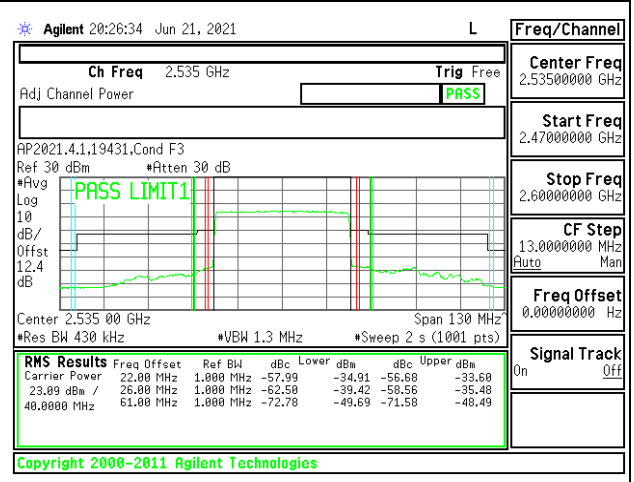 Agilent 20:26:34 Jun 21, 2021 L
Freq/Channel
Ch Freq 2.535 GHz Trig Free
Adj Channel Power PASS
Center Freq
2.53500000 GHz
Start Freq
2.47000000 GHz
Stop Freq
2.60000000 GHz
CF Step
13.0000000 MHz
Auto Man
Freq Offset
0.00000000 Hz
Signal Track
On Off
AP2021.4.1,19431,Cond F3
Ref 30 dBm #Atten 30 dB
#Avg
Log
10
dB/
Offst
12.4
dB
PASS LIMIT1
Center 2.535 00 GHz Span 130 MHz^
#Res BW 430 kHz #VBW 1.3 MHz #Sweep 2 s (1001 pts)
RMS Results Freq Offset Ref BW dBc Lower dBm dBc Upper dBm
Carrier Power 22.00 MHz 1.000 MHz -57.99 -34.91 -56.68 -33.60
23.09 dBm / 26.00 MHz 1.000 MHz -62.50 -39.42 -58.56 -35.48
40.0000 MHz 61.00 MHz 1.000 MHz -72.78 -49.69 -71.58 -48.49
Copyright 2000-2011 Agilent Technologies